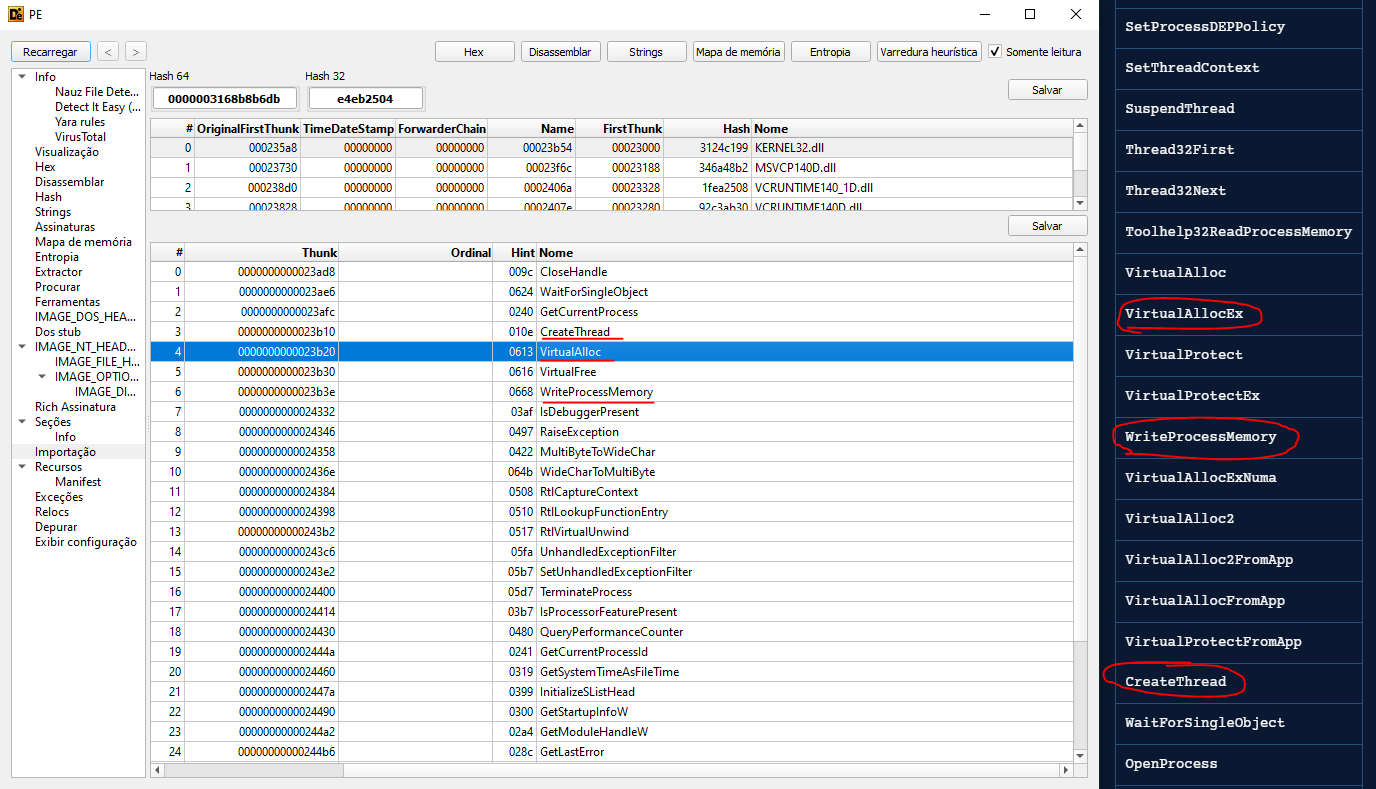 PE
Recarregar < > Hex Disassemblar Strings Mapa de memória Entropia Varredura heurística Somente leitura
Info
Nauz File Dete...
Detect It Easy (...
Yara rules
VirusTotal
Visualização
Hex
Disassemblar
Hash
Strings
Assinaturas
Mapa de memória
Entropia
Extractor
Procurar
Ferramentas
IMAGE_DOS_HEA...
Dos stub
IMAGE_NT_HEAD...
IMAGE_FILE_H...
IMAGE_OPTIO...
IMAGE_DI...
Rich Assinatura
Seções
Info
Importação
Recursos
Manifest
Exceções
Relocs
Depurar
Exibir configuração
Hash 64 Hash 32
0000003168b8b6db e4eb2504
Salvar
# OriginalFirstThunk TimeDateStamp ForwarderChain Name FirstThunk Hash Nome
0 000235a8 00000000 00000000 00023b54 00023000 3124c199 KERNEL32.dll
1 00023730 00000000 00000000 00023f6c 00023188 346a48b2 MSVCP140D.dll
2 000238d0 00000000 00000000 0002406a 00023328 1fea2508 VCRUNTIME140_1D.dll
3 00023828 00000000 00000000 0002407e 00023280 92c3ab30 VCRUNTIME140D.dll
Salvar
# Thunk Ordinal Hint Nome
0 0000000000023ad8 009c CloseHandle
1 0000000000023ae6 0624 WaitForSingleObject
2 0000000000023afc 0240 GetCurrentProcess
3 0000000000023b10 010e CreateThread
4 0000000000023b20 0613 VirtualAlloc
5 0000000000023b30 0616 VirtualFree
6 0000000000023b3e 0668 WriteProcessMemory
7 0000000000024332 03af IsDebuggerPresent
8 0000000000024346 0497 RaiseException
9 0000000000024358 0422 MultiByteToWideChar
10 000000000002436e 064b WideCharToMultiByte
11 0000000000024384 0508 RtlCaptureContext
12 0000000000024398 0510 RtlLookupFunctionEntry
13 00000000000243b2 0517 RtlVirtualUnwind
14 00000000000243c6 05fa UnhandledExceptionFilter
15 00000000000243e2 05b7 SetUnhandledExceptionFilter
16 0000000000024400 05d7 TerminateProcess
17 0000000000024414 03b7 IsProcessorFeaturePresent
18 0000000000024430 0480 QueryPerformanceCounter
19 000000000002444a 0241 GetCurrentProcessId
20 0000000000024460 0319 GetSystemTimeAsFileTime
21 000000000002447a 0399 InitializeSListHead
22 0000000000024490 0300 GetStartupInfoW
23 00000000000244a2 02a4 GetModuleHandleW
24 00000000000244b6 028c GetLastError
SetProcessDEPPolicy
SetThreadContext
SuspendThread
Thread32First
Thread32Next
Toolhelp32ReadProcessMemory
VirtualAlloc
VirtualAllocEx
VirtualProtect
VirtualProtectEx
WriteProcessMemory
VirtualAllocExNuma
VirtualAlloc2
VirtualAlloc2FromApp
VirtualAllocFromApp
VirtualProtectFromApp
CreateThread
WaitForSingleObject
OpenProcess